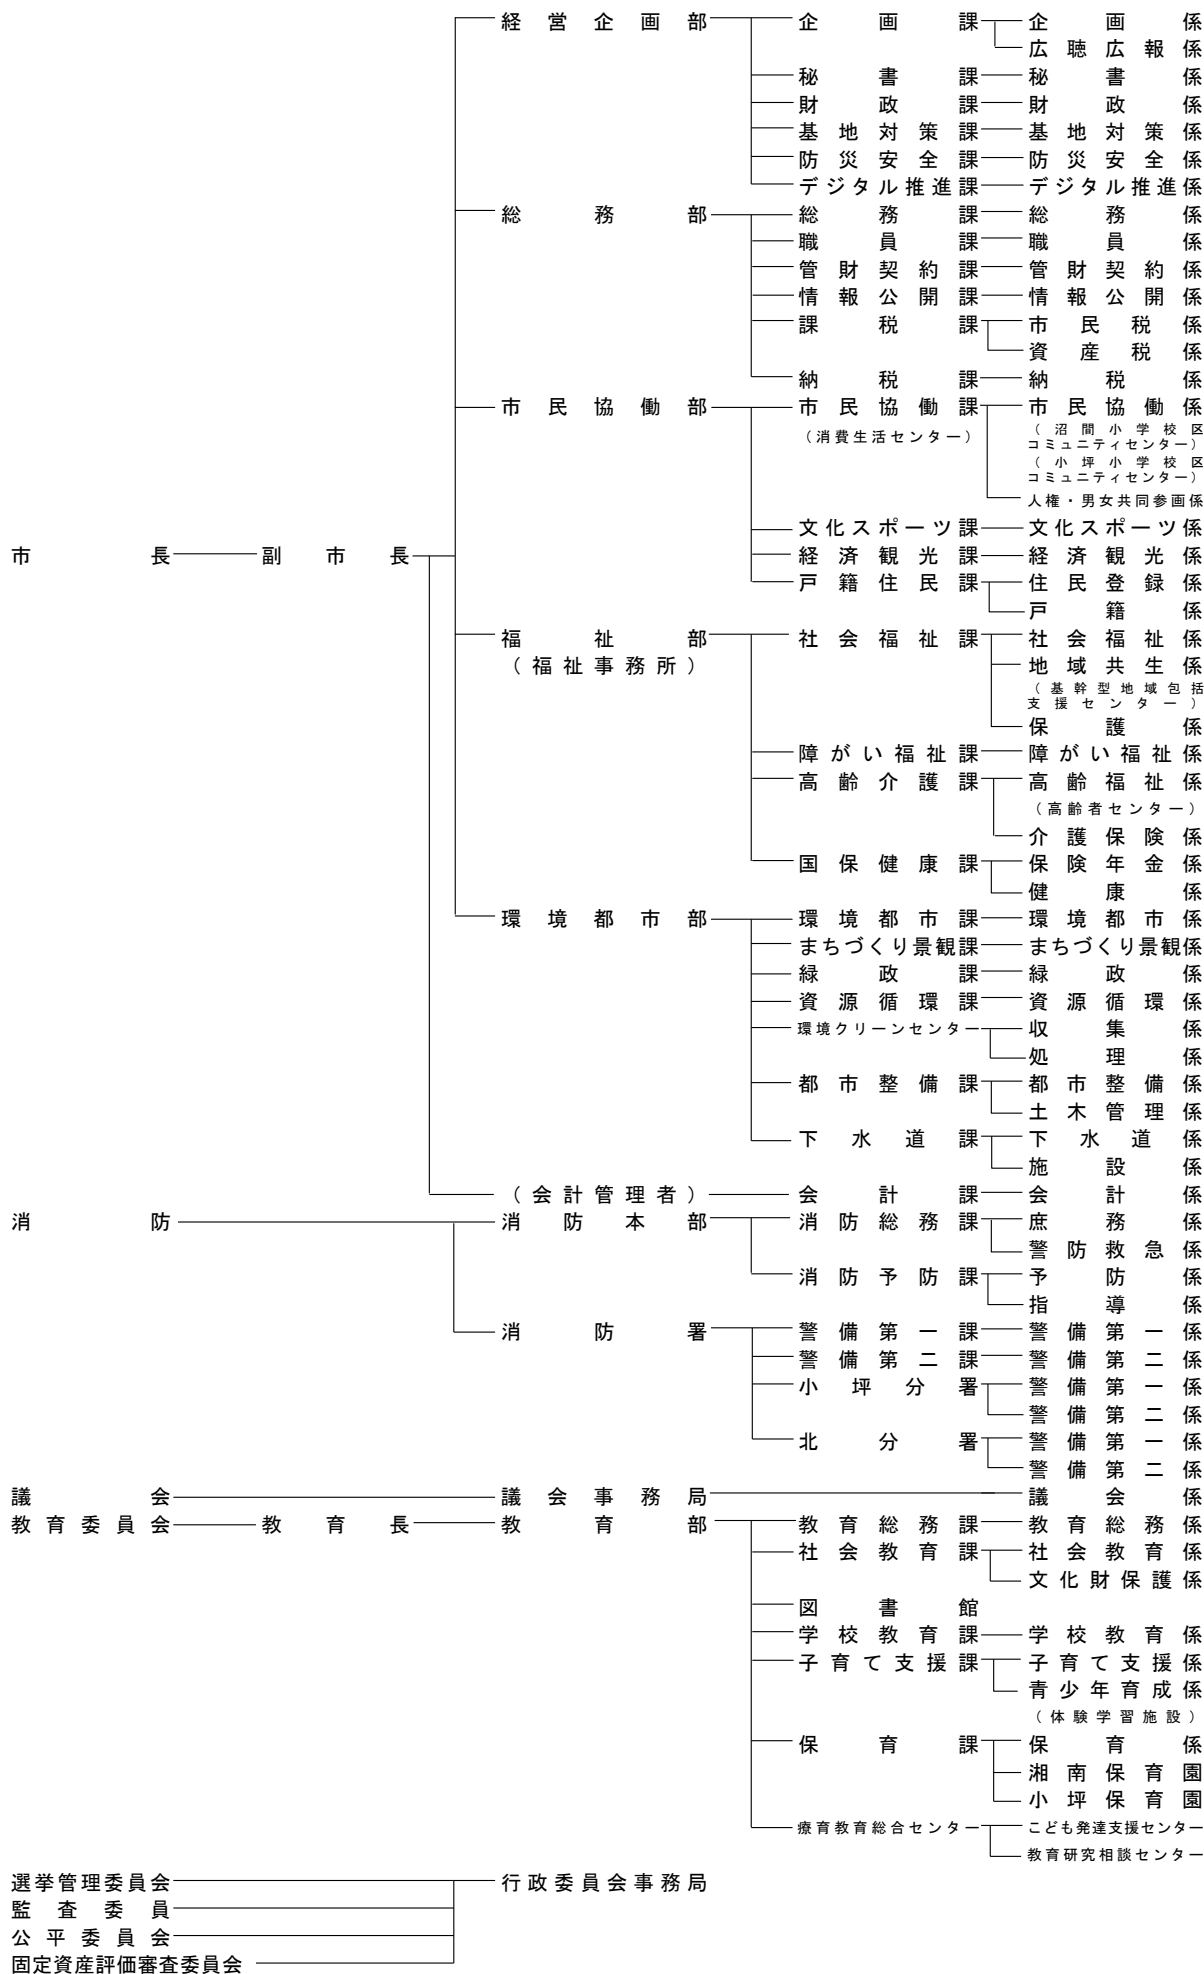 経営企画部 企画課 企画係
広聴広報係
秘書課 秘書係
財政課 財政係
基地対策課 基地対策係
防災安全課 防災安全係
デジタル推進課 デジタル推進係
総務部 総務課 総務係
職員課 職員係
管財契約課 管財契約係
情報公開課 情報公開係
課税課 市民税係
資産税係
納税課 納税係
市民協働部 市民協働課 市民協働係
(消費生活センター) (沼間小学校区
コミュニティセンター)
(小坪小学校区
コミュニティセンター)
人権・男女共同参画係
文化スポーツ課 文化スポーツ係
市長 副市長 経済観光課 経済観光係
戸籍住民課 住民登録係
戸籍係
福祉部 社会福祉課 社会福祉係
(福祉事務所) 地域共生係
(基幹型地域包括
支援センター)
保護係
障がい福祉課 障がい福祉係
高齢介護課 高齢福祉係
(高齢者センター)
介護保険係
国保健康課 保険年金係
健康係
環境都市部 環境都市課 環境都市係
まちづくり景観課 まちづくり景観係
緑政課 緑政係
資源循環課 資源循環係
環境クリーンセンター 収集係
処理係
都市整備課 都市整備係
土木管理係
下水道課 下水道係
施設係
(会計管理者) 会計課 会計係
消防 消防本部 消防総務課 庶務係
警防救急係
消防予防課 予防係
指導係
消防署 警備第一課 警備第一係
警備第二課 警備第二係
小坪分署 警備第一係
警備第二係
北分署 警備第一係
警備第二係
議会 議会事務局 議会係
教育委員会 教育長 教育部 教育総務課 教育総務係
社会教育課 社会教育係
文化財保護係
図書館
学校教育課 学校教育係
子育て支援課 子育て支援係
青少年育成係
(体験学習施設)
保育課 保育係
湘南保育園
小坪保育園
療育教育総合センター こども発達支援センター
教育研究相談センター
選挙管理委員会 行政委員会事務局
監査委員
公平委員会
固定資産評価審査委員会